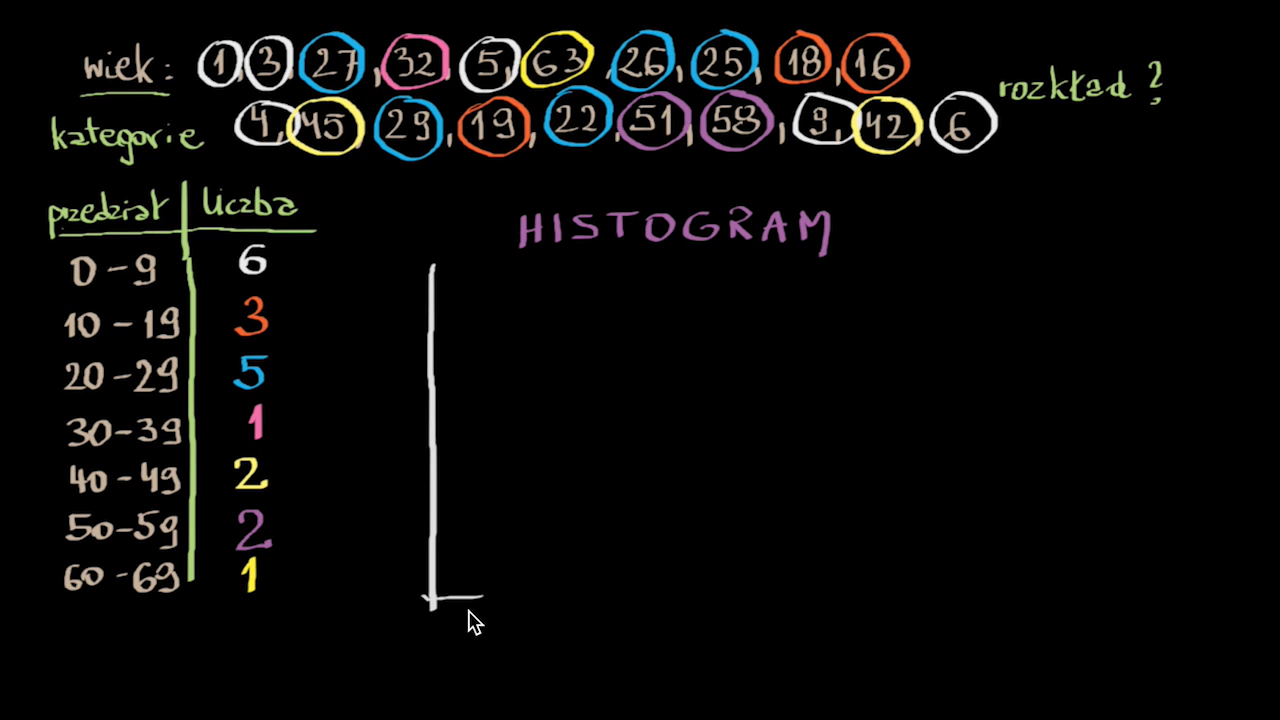 wiek: 1, 3, 27, 32, 5, 63, 26, 25, 18, 16
rozkład?
kategorie 4, 45, 29, 19, 22, 51, 58, 9, 42, 6
przedział liczba
HISTOGRAM
0-9 6
10-19 3
20-29 5
30-39 1
40-49 2
50-59 2
60-69 1